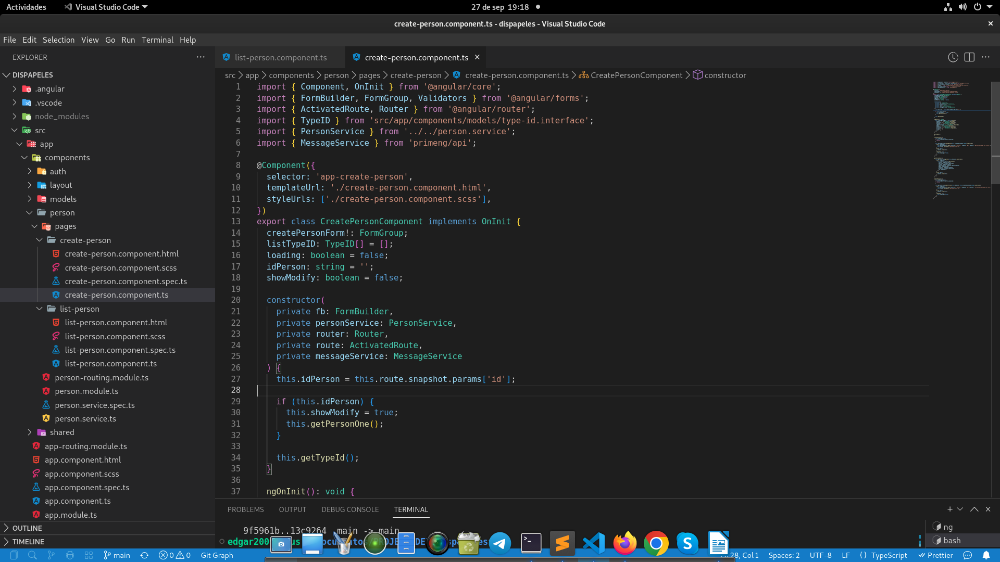 Actividades
Visual Studio Code
27 de sep 19:18
create-person.component.ts - dispapeles - Visual Studio Code
File Edit Selection View Go Run Terminal Help
EXPLORER
DISPAPELES
.angular
.vscode
node_modules
src
app
components
auth
layout
models
person
pages
create-person
create-person.component.html
create-person.component.scss
create-person.component.spec.ts
create-person.component.ts
list-person
list-person.component.html
list-person.component.scss
list-person.component.spec.ts
list-person.component.ts
person-routing.module.ts
person.module.ts
person.service.spec.ts
person.service.ts
shared
app-routing.module.ts
app.component.html
app.component.scss
app.component.spec.ts
app.component.ts
app.module.ts
OUTLINE
TIMELINE
list-person.component.ts
create-person.component.ts
src > app > components > person > pages > create-person > create-person.component.ts > CreatePersonComponent > constructor
1 import { Component, OnInit } from '@angular/core';
2 import { FormBuilder, FormGroup, Validators } from '@angular/forms';
3 import { ActivatedRoute, Router } from '@angular/router';
4 import { TypeID } from 'src/app/components/models/type-id.interface';
5 import { PersonService } from '../../person.service';
6 import { MessageService } from 'primeng/api';
7
8 @Component({
9 selector: 'app-create-person',
10 templateUrl: './create-person.component.html',
11 styleUrls: ['./create-person.component.scss'],
12 })
13 export class CreatePersonComponent implements OnInit {
14 createPersonForm!: FormGroup;
15 listTypeID: TypeID[] = [];
16 loading: boolean = false;
17 idPerson: string = '';
18 showModify: boolean = false;
19
20 constructor(
21 private fb: FormBuilder,
22 private personService: PersonService,
23 private router: Router,
24 private route: ActivatedRoute,
25 private messageService: MessageService
26 ) {
27 this.idPerson = this.route.snapshot.params['id'];
28
29 if (this.idPerson) {
30 this.showModify = true;
31 this.getPersonOne();
32 }
33
34 this.getTypeId();
35 }
36
37 ngOnInit(): void {
PROBLEMS OUTPUT DEBUG CONSOLE TERMINAL
9f5961b..13c9264 main -> main
edgar200
ng
bash
main
0 0
Git Graph
28, Col 1
Spaces: 2
UTF-8
LF
{ } TypeScript
Prettier